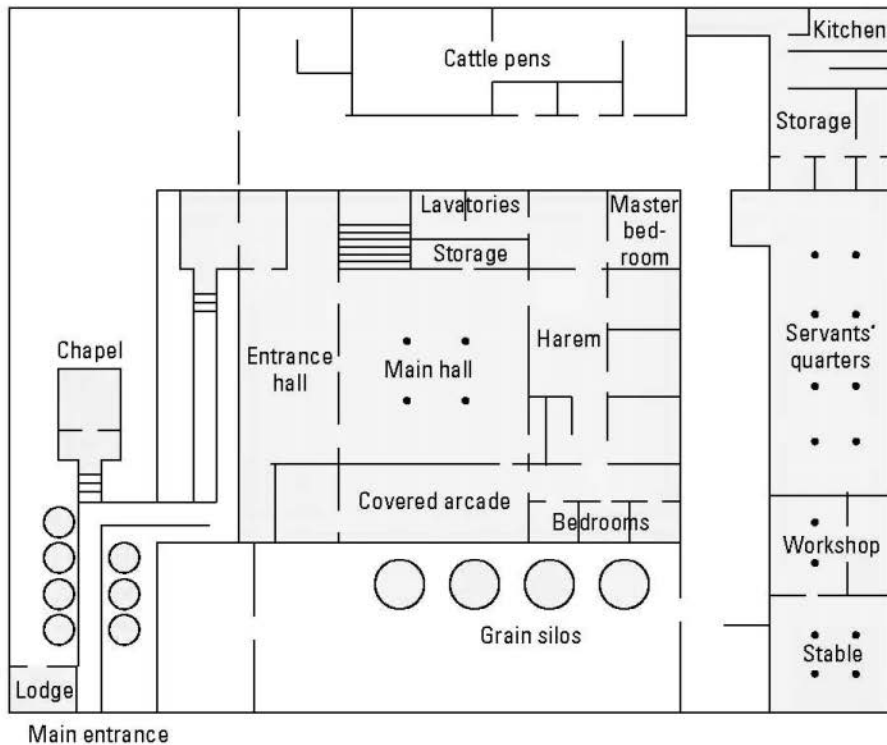 Kitchen
Cattle pens
Storage
Lavatories
Master
bed-
room
Storage
Servants‘
quarters
Chapel
Entrance
hall
Main hall
Harem
Covered arcade
Bedrooms
Workshop
Grain silos
Stable
Lodge
Main entrance